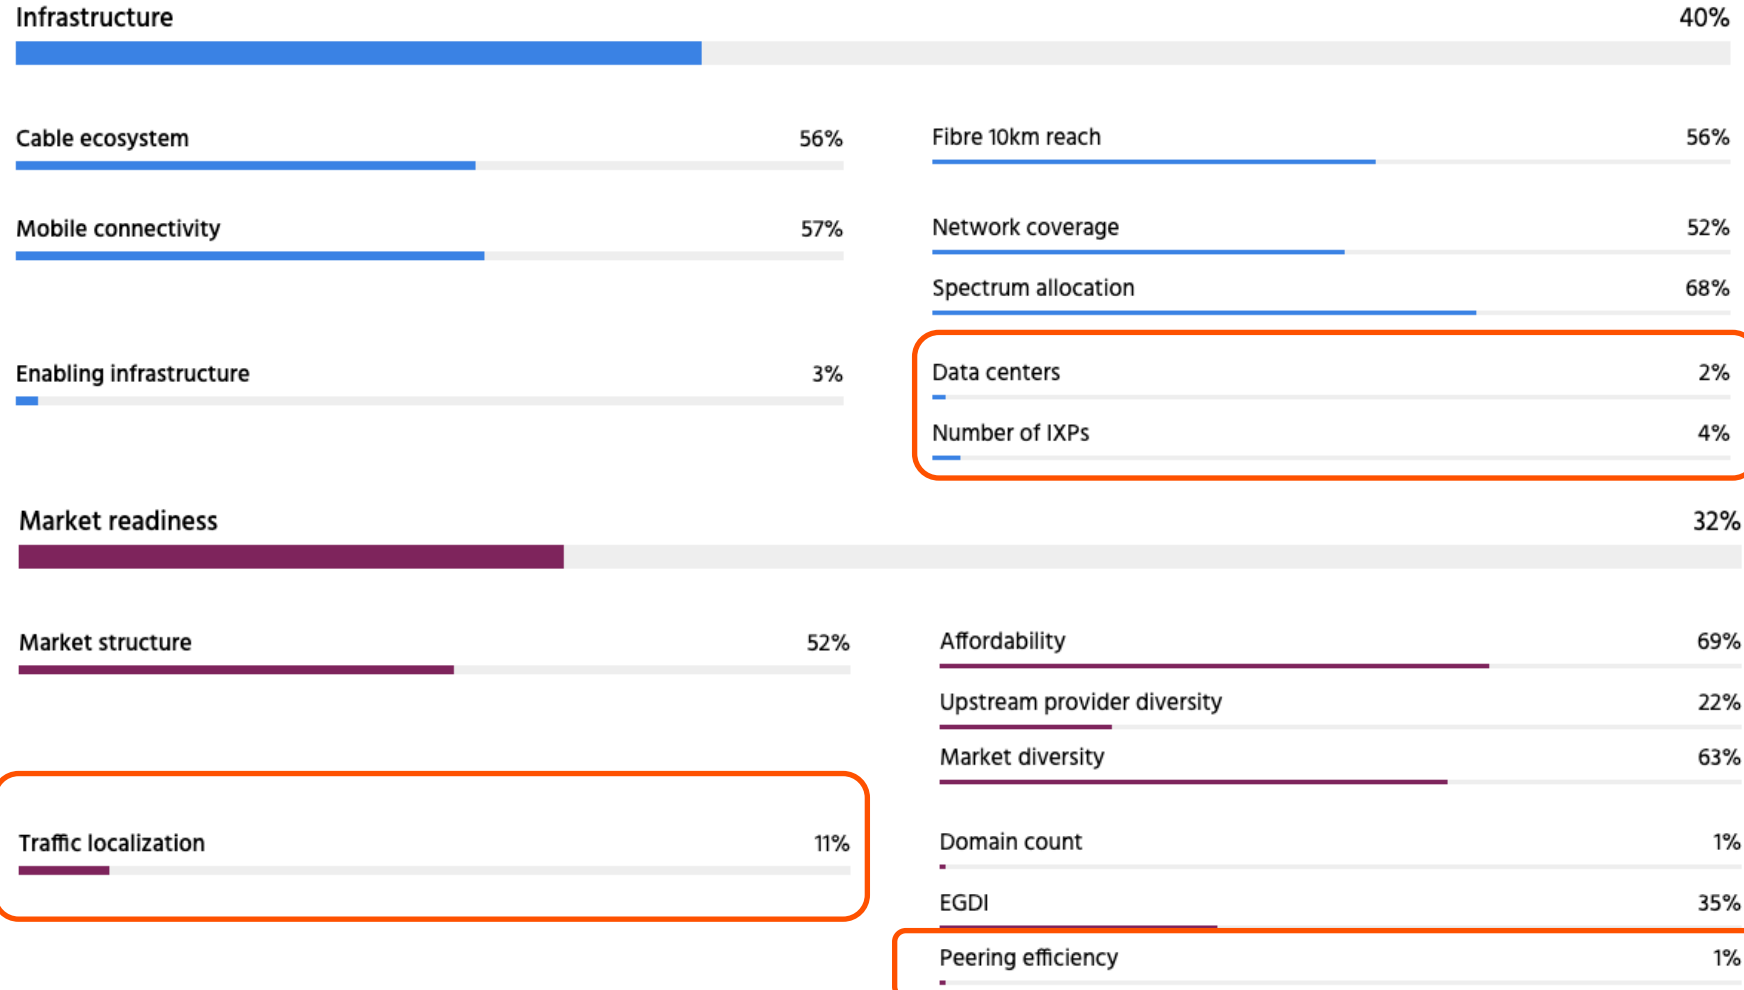 Infrastructure 40%
Cable ecosystem 56%
Fibre 10km reach 56%
Mobile connectivity 57%
Network coverage 52%
Spectrum allocation 68%
Enabling infrastructure 3%
Data centers 2%
Number of IXPs 4%
Market readiness 32%
Market structure 52%
Affordability 69%
Upstream provider diversity 22%
Market diversity 63%
Traffic localization 11%
Domain count 1%
EGDI 35%
Peering efficiency 1%